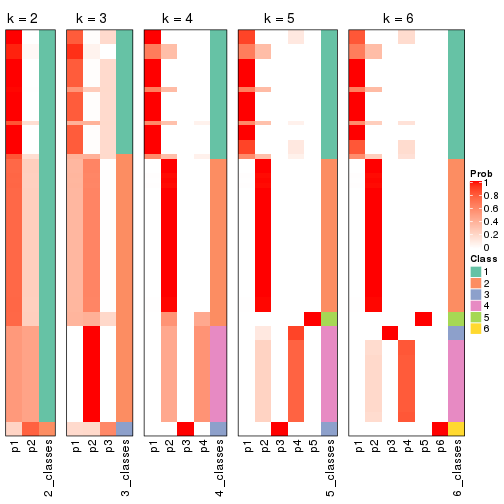 k = 2
k = 3
k = 4
k = 5
k = 6
Prob
1
0.8
0.6
0.4
0.2
0
Class
1
2
3
4
5
6
p1
p2
2_classes
p1
p2
p3
3_classes
p1
p2
p3
p4
4_classes
p1
p2
p3
p4
p5
5_classes
p1
p2
p3
p4
p5
p6
6_classes